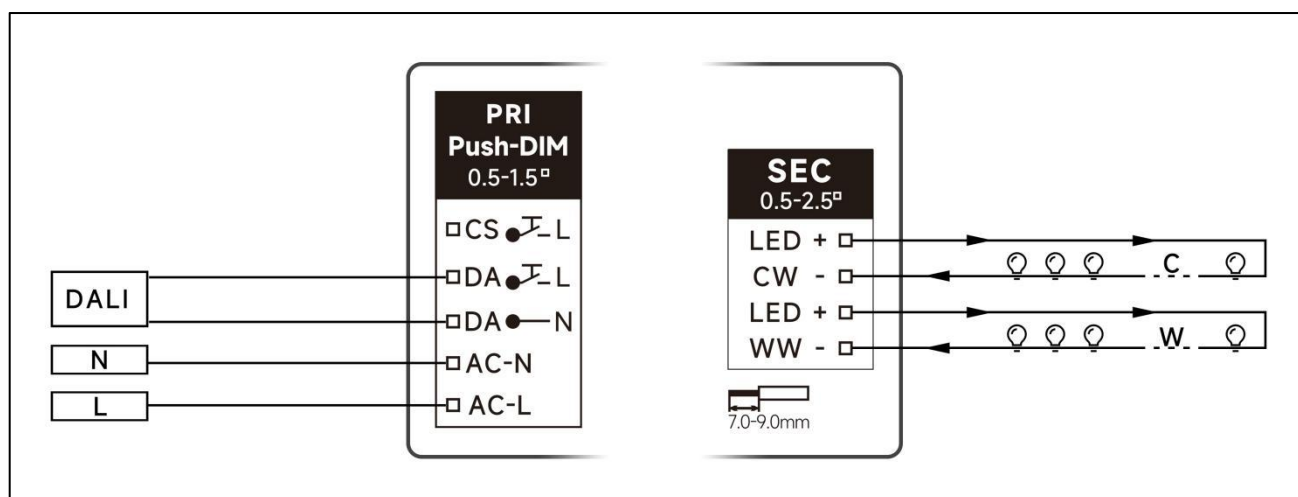 PRI
Push-DIM
0.5-1.5▫
CS L
DA L
DA N
AC-N
AC-L
DALI
N
L
SEC
0.5-2.5▫
LED +
CW -
LED +
WW -
C
W
7.0-9.0mm